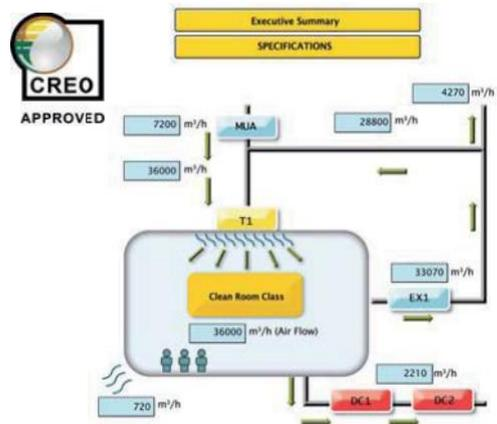 Executive Summary
SPECIFICATIONS
CREO
APPROVED
4270 m³/h
7200 m³/h
MUA
28800 m³/h
36000 m³/h
T1
Clean Room Class
33070 m³/h
EX1
36000 m³/h (Air Flow)
2210 m³/h
720 m³/h
DC1
DC2